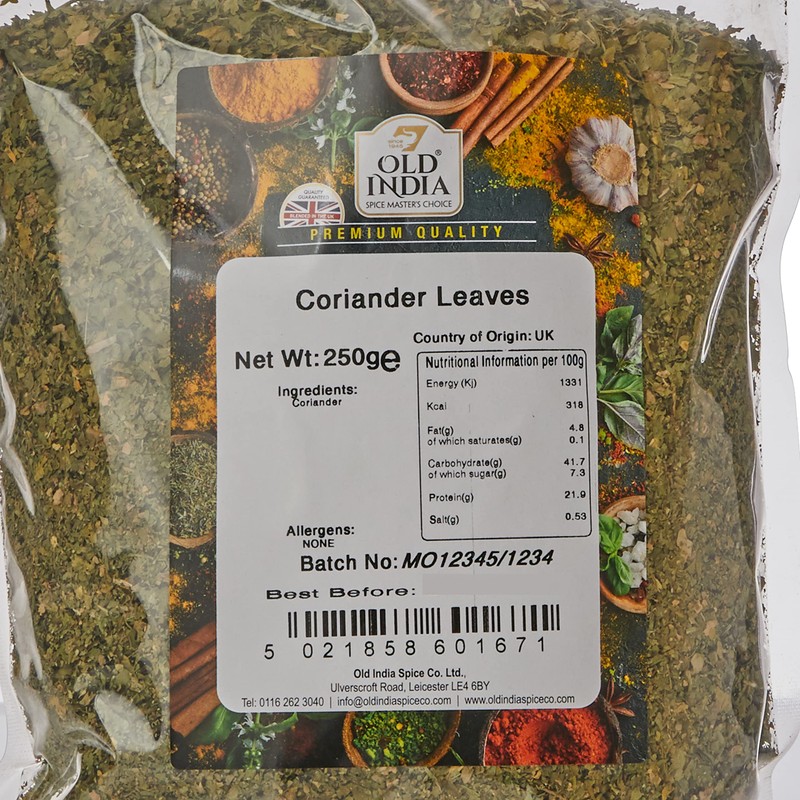 SINCE
1945
OLD®
INDIA
SPICE MASTER'S CHOICE
QUALITY
GUARANTEED
BLENDED IN THE UK
PREMIUM QUALITY
Coriander Leaves
Country of Origin: UK
Net Wt: 250g e
Ingredients:
Coriander
Nutritional Information per 100g
Energy (Kj) 1331
Kcal 318
Fat(g) 4.8
of which saturates(g) 0.1
Carbohydrate(g) 41.7
of which sugar(g) 7.3
Protein(g) 21.9
Salt(g) 0.53
Allergens:
NONE
Batch No: MO12345/1234
Best Before:
5 021858 601671
Old India Spice Co. Ltd.,
Ulverscroft Road, Leicester LE4 6BY
Tel: 0116 262 3040 | info@oldindiaspiceco.com | www.oldindiaspiceco.com